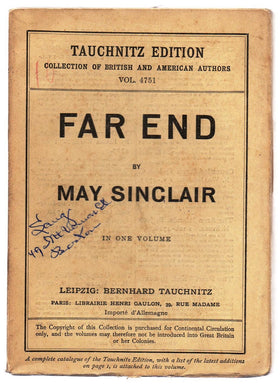 TAUCHNITZ EDITION
COLLECTION OF BRITISH AND AMERICAN AUTHORS
VOL. 4751
FAR END
BY
MAY SINCLAIR
IN ONE VOLUME
LEIPZIG: BERNHARD TAUCHNITZ
PARIS: LIBRAIRIE HENRI GAULON, 39, RUE MADAME
Importé d'Allemagne
The Copyright of this Collection is purchased for Continental Circulation
only, and the volumes may therefore not be introduced into Great Britain
or her Colonies.
A complete catalogue of the Tauchnitz Edition, with a list of the latest additions
on page 1, is attached to this volume.